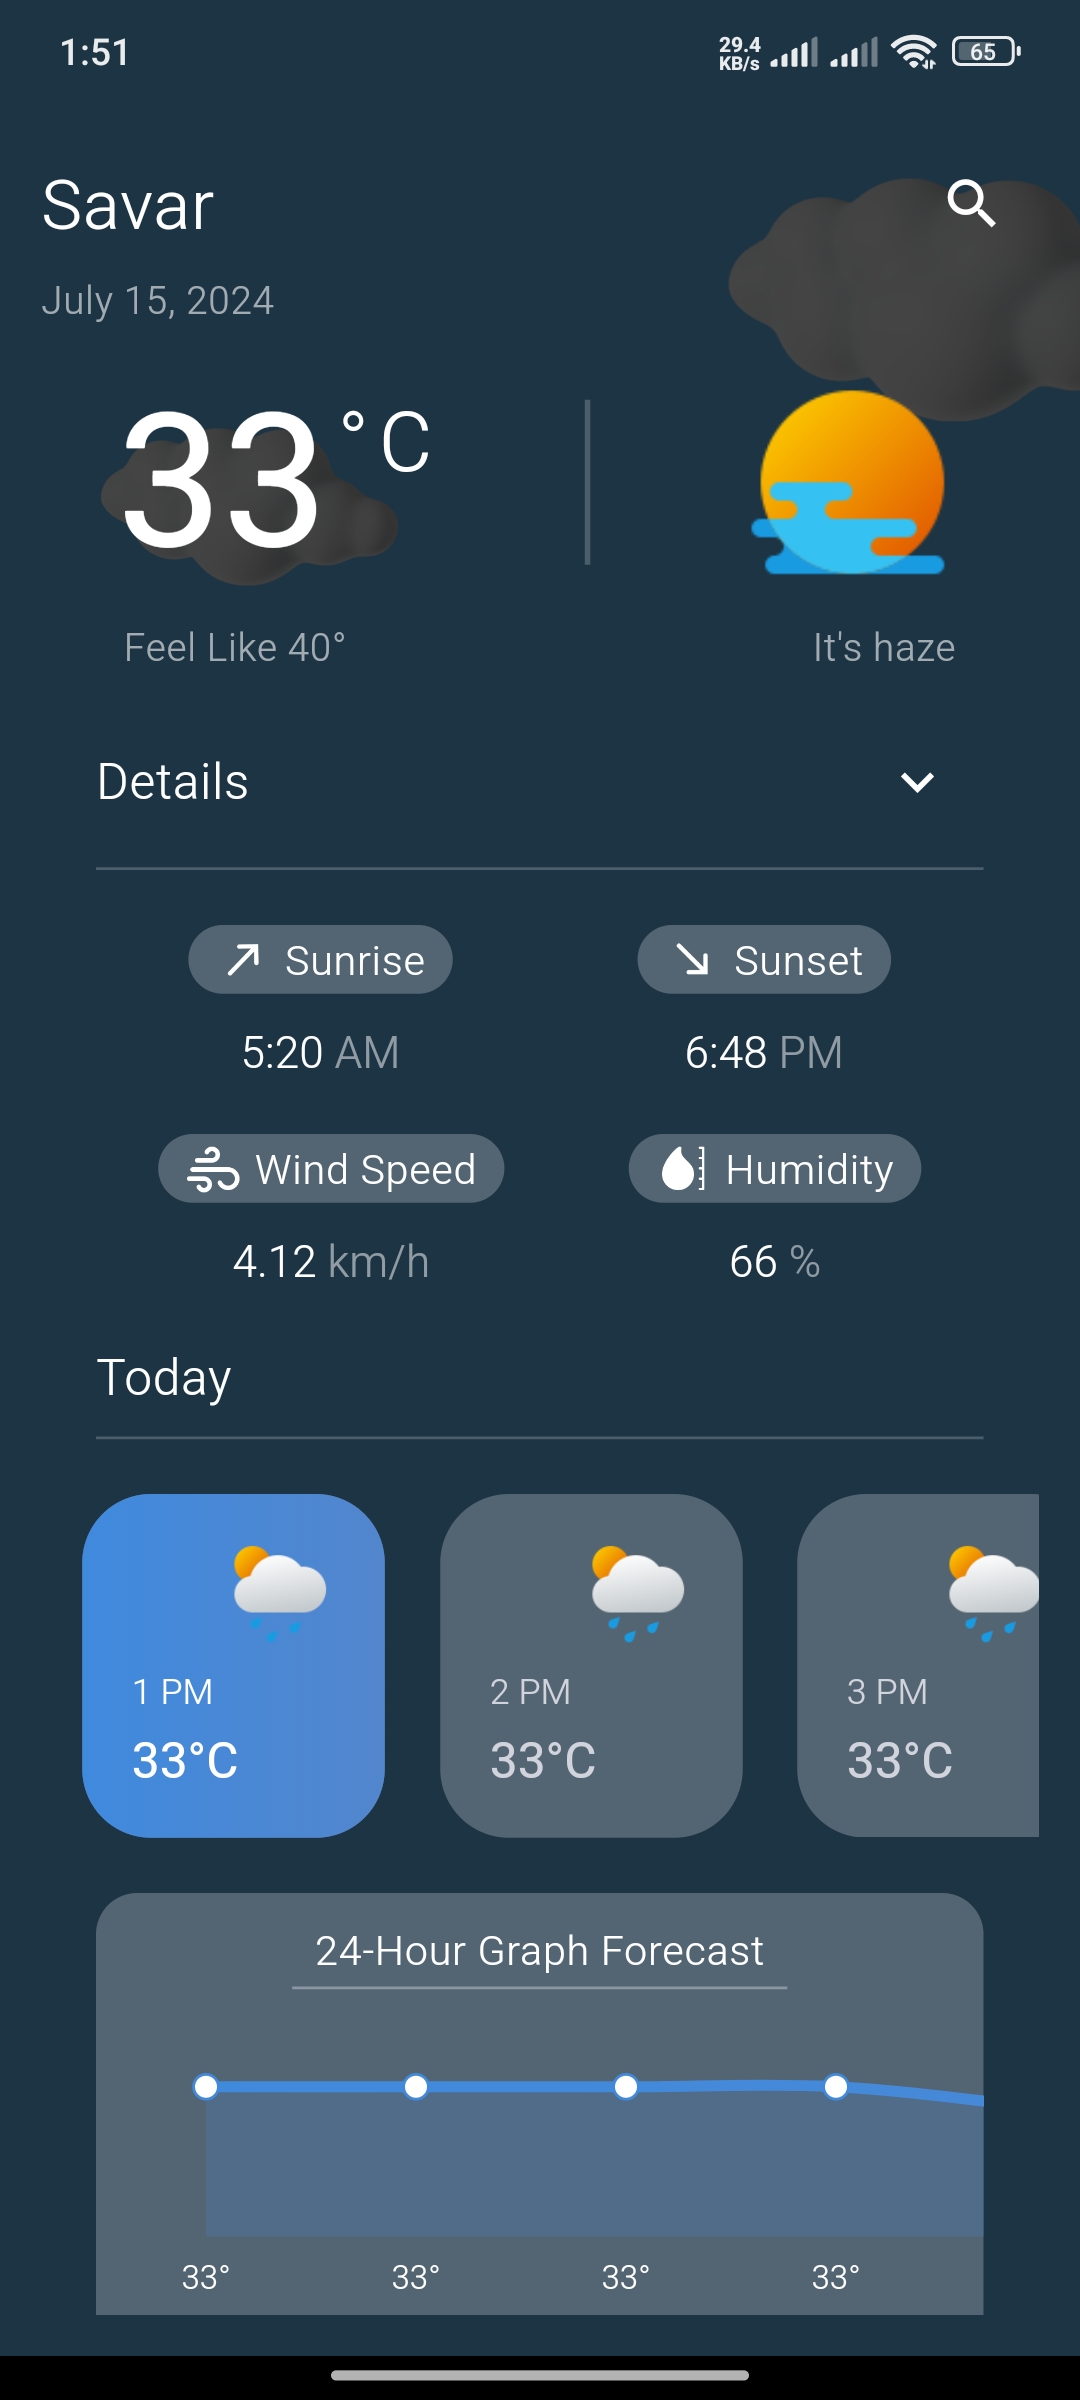 1:51
29.4
KB/s
65
Savar
July 15, 2024
33°C
Feel Like 40°
It's haze
Details
Sunrise
Sunset
5:20 AM
6:48 PM
Wind Speed
Humidity
4.12 km/h
66 %
Today
1 PM
33°C
2 PM
33°C
3 PM
33°C
24-Hour Graph Forecast
33°
33°
33°
33°